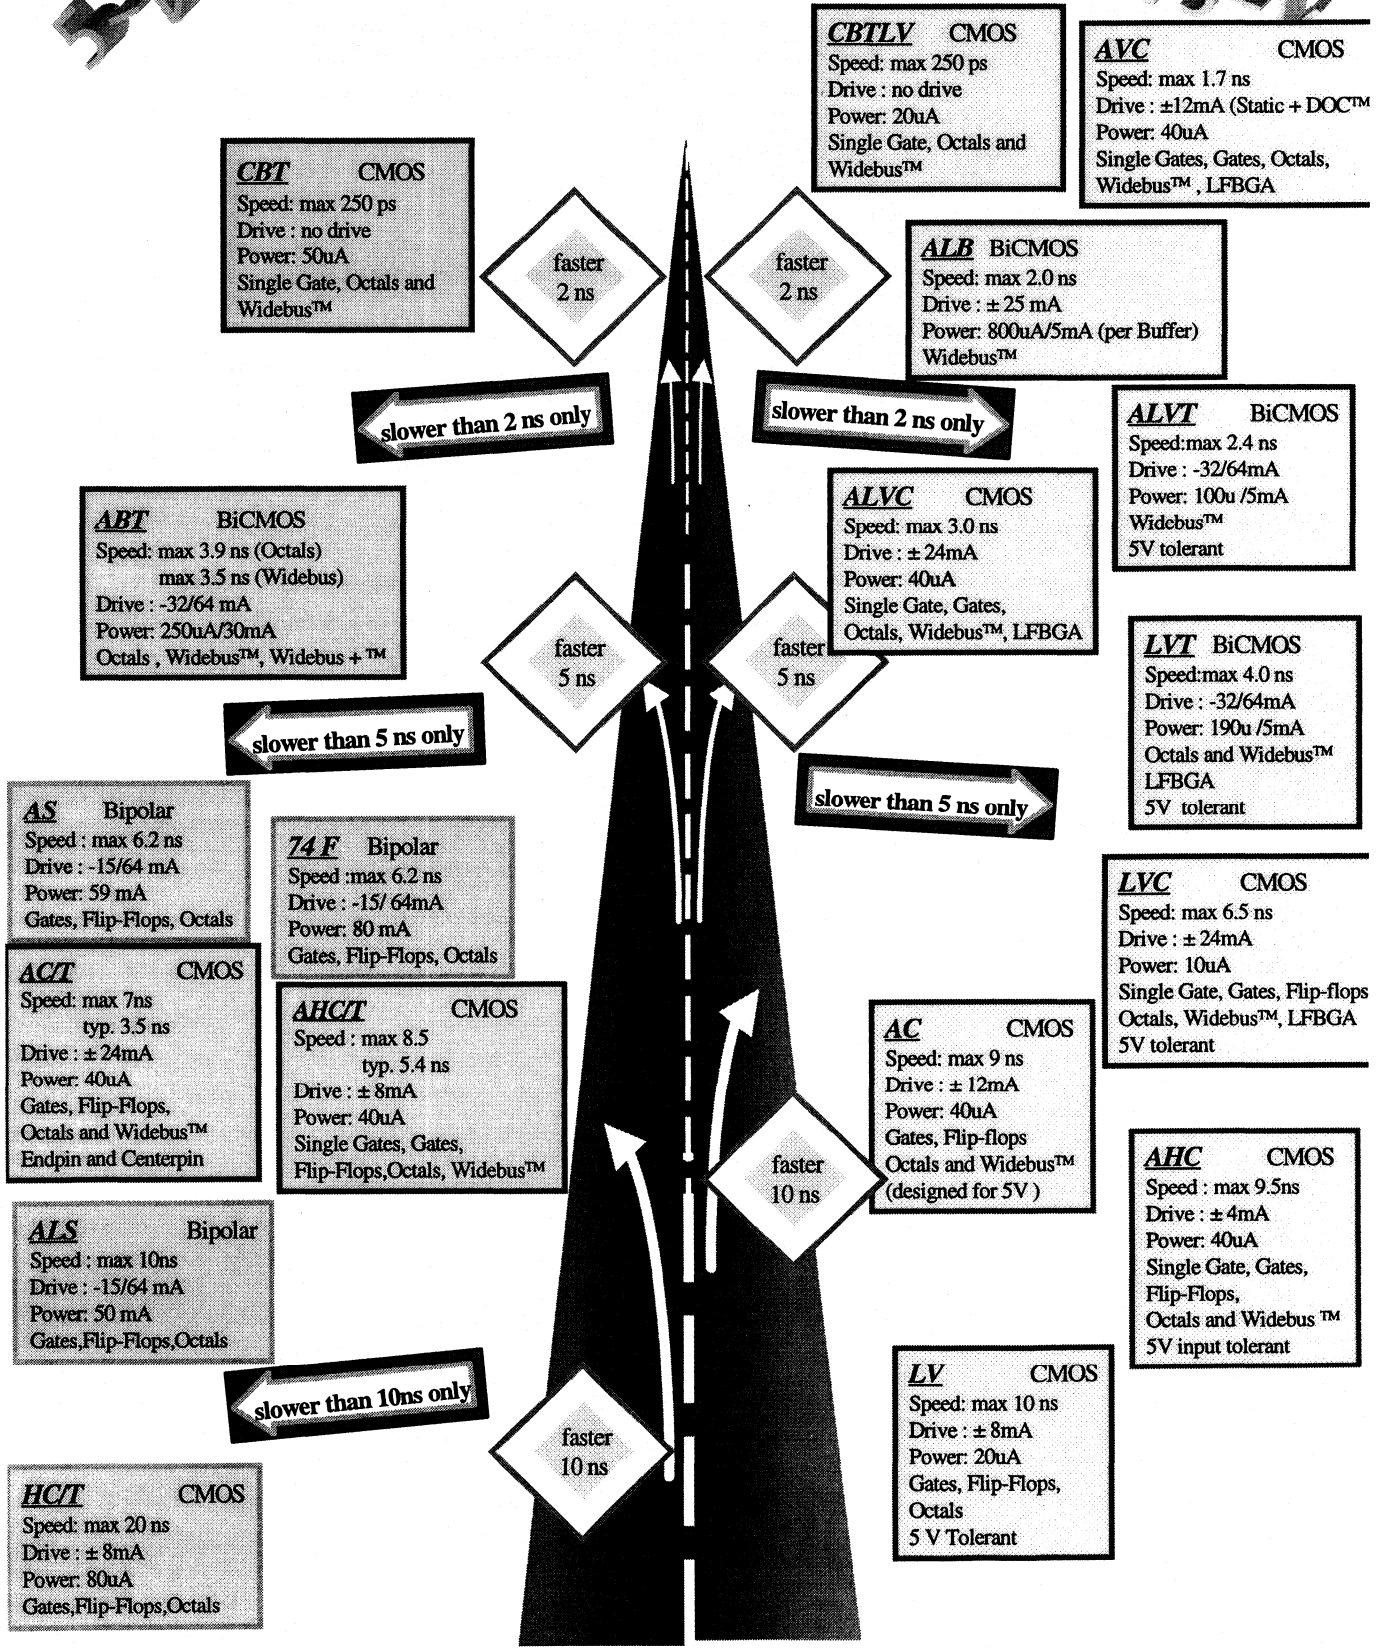 CBTLV CMOS
Speed: max 250 ps
Drive : no drive
Power: 20uA
Single Gate, Octals and
Widebus™
AVC CMOS
Speed: max 1.7 ns
Drive : ±12mA (Static + DOC™
Power: 40uA
Single Gates, Gates, Octals,
Widebus™ , LFBGA
CBT CMOS
Speed: max 250 ps
Drive : no drive
Power: 50uA
Single Gate, Octals and
Widebus™
faster
2 ns
faster
2 ns
ALB BiCMOS
Speed: max 2.0 ns
Drive : ± 25 mA
Power: 800uA/5mA (per Buffer)
Widebus™
slower than 2 ns only
slower than 2 ns only
ALVT BiCMOS
Speed:max 2.4 ns
Drive : -32/64mA
Power: 100u /5mA
Widebus™
5V tolerant
ABT BiCMOS
Speed: max 3.9 ns (Octals)
max 3.5 ns (Widebus)
Drive : -32/64 mA
Power: 250uA/30mA
Octals , Widebus™, Widebus + ™
ALVC CMOS
Speed: max 3.0 ns
Drive : ± 24mA
Power: 40uA
Single Gate, Gates,
Octals, Widebus™, LFBGA
faster
5 ns
faster
5 ns
LVT BiCMOS
Speed:max 4.0 ns
Drive : -32/64mA
Power: 190u /5mA
Octals and Widebus™
LFBGA
5V tolerant
slower than 5 ns only
slower than 5 ns only
AS Bipolar
Speed : max 6.2 ns
Drive : -15/64 mA
Power: 59 mA
Gates, Flip-Flops, Octals
74 F Bipolar
Speed :max 6.2 ns
Drive : -15/ 64mA
Power: 80 mA
Gates, Flip-Flops, Octals
LVC CMOS
Speed: max 6.5 ns
Drive : ± 24mA
Power: 10uA
Single Gate, Gates, Flip-flops
Octals, Widebus™, LFBGA
5V tolerant
AC/T CMOS
Speed: max 7ns
typ. 3.5 ns
Drive : ± 24mA
Power: 40uA
Gates, Flip-Flops,
Octals and Widebus™
Endpin and Centerpin
AHC/T CMOS
Speed : max 8.5
typ. 5.4 ns
Drive : ± 8mA
Power: 40uA
Single Gates, Gates,
Flip-Flops,Octals, Widebus™
AC CMOS
Speed: max 9 ns
Drive : ± 12mA
Power: 40uA
Gates, Flip-flops
Octals and Widebus™
(designed for 5V )
faster
10 ns
AHC CMOS
Speed : max 9.5ns
Drive : ± 4mA
Power: 40uA
Single Gate, Gates,
Flip-Flops,
Octals and Widebus ™
5V input tolerant
ALS Bipolar
Speed : max 10ns
Drive : -15/64 mA
Power: 50 mA
Gates,Flip-Flops,Octals
slower than 10ns only
faster
10 ns
LV CMOS
Speed: max 10 ns
Drive : ± 8mA
Power: 20uA
Gates, Flip-Flops,
Octals
5 V Tolerant
HC/T CMOS
Speed: max 20 ns
Drive : ± 8mA
Power: 80uA
Gates,Flip-Flops,Octals